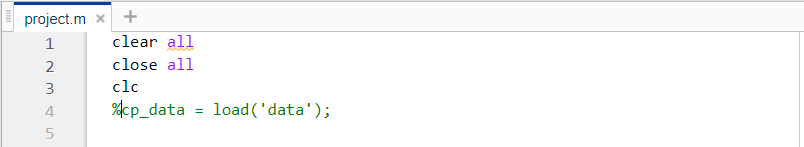 project.m × +
1 clear all
2 close all
3 clc
4 %cp_data = load('data');
5